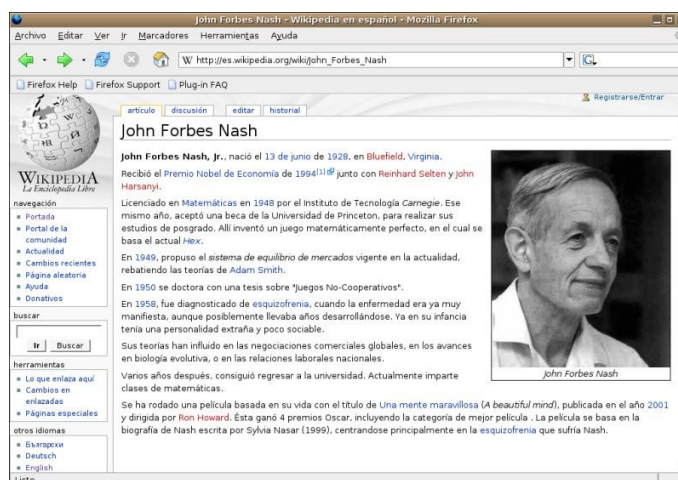 John Forbes Nash - Wikipedia en español - Mozilla Firefox
Archivo Editar Ver Ir Marcadores Herramientas Ayuda
W http://es.wikipedia.org/wiki/John_Forbes_Nash
G
Firefox Help Firefox Support Plug-in FAQ
Registrarse/Entrar
artículo discusión editar historial
WIKIPEDIA
La Enciclopedia Libre
navegación
Portada
Portal de la
comunidad
Actualidad
Cambios recientes
Página aleatoria
Ayuda
Donativos
buscar
Ir Buscar
herramientas
Lo que enlaza aquí
Cambios en
enlazadas
Páginas especiales
otros idiomas
Български
Deutsch
English
John Forbes Nash
John Forbes Nash, Jr., nació el 13 de junio de 1928, en Bluefield, Virginia.
Recibió el Premio Nobel de Economía de 1994[1] junto con Reinhard Selten y John
Harsanyi.
Licenciado en Matemáticas en 1948 por el Instituto de Tecnología Carnegie. Ese
mismo año, aceptó una beca de la Universidad de Princeton, para realizar sus
estudios de posgrado. Allí inventó un juego matemáticamente perfecto, en el cual se
basa el actual Hex.
En 1949, propuso el sistema de equilibrio de mercados vigente en la actualidad,
rebatiendo las teorías de Adam Smith.
En 1950 se doctora con una tesis sobre "Juegos No-Cooperativos".
En 1958, fue diagnosticado de esquizofrenia, cuando la enfermedad era ya muy
manifiesta, aunque posiblemente llevaba años desarrollándose. Ya en su infancia
tenía una personalidad extraña y poco sociable.
Sus teorías han influido en las negociaciones comerciales globales, en los avances
en biología evolutiva, o en las relaciones laborales nacionales.
Varios años después, consiguió regresar a la universidad. Actualmente imparte
clases de matemáticas.
John Forbes Nash
Se ha rodado una película basada en su vida con el título de Una mente maravillosa (A beautiful mind), publicada en el año 2001
y dirigida por Ron Howard. Ésta ganó 4 premios Oscar, incluyendo la categoría de mejor película . La película se basa en la
biografía de Nash escrita por Sylvia Nasar (1999), centrandose principalmente en la esquizofrenia que sufría Nash.